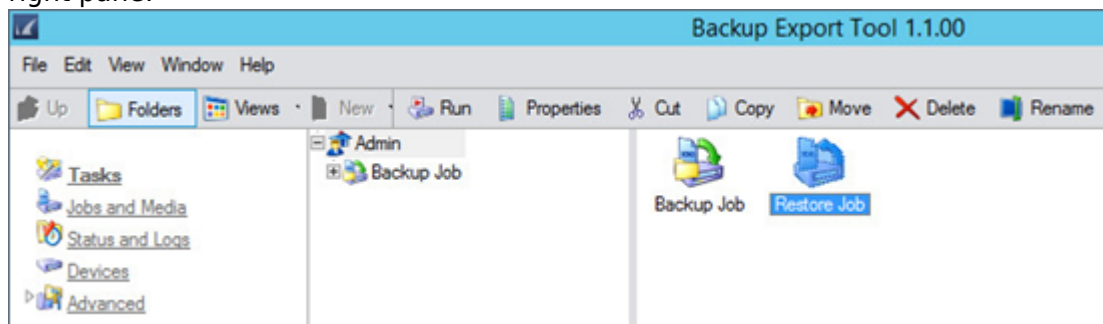 right pane.
Backup Export Tool 1.1.00
File Edit View Window Help
Up Folders Views New Run Properties Cut Copy Move Delete Rename
Tasks
Jobs and Media
Status and Logs
Devices
Advanced
Admin
Backup Job
Backup Job Restore Job